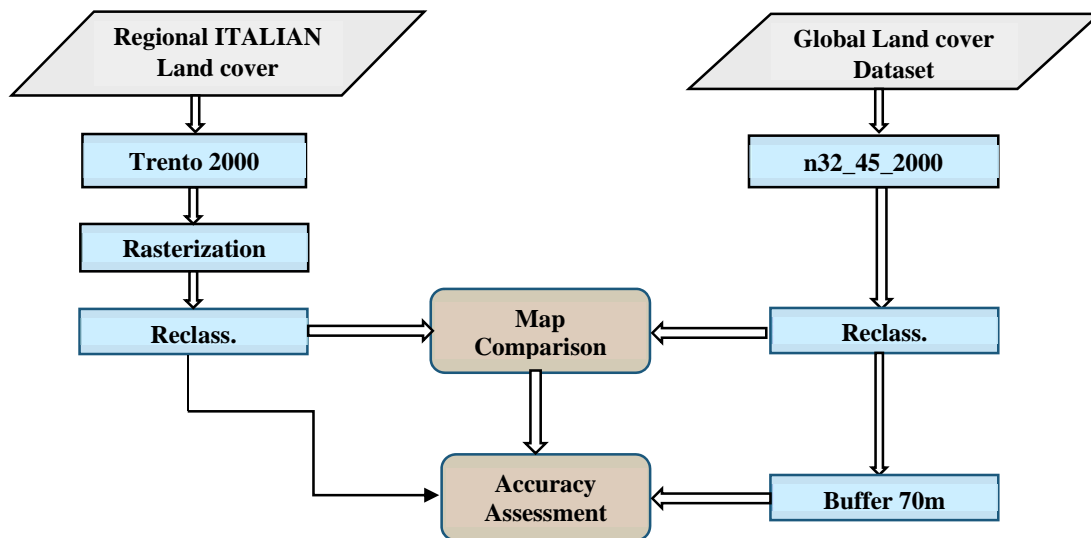 Regional ITALIAN
Land cover
Global Land cover
Dataset
Trento 2000
n32_45_2000
Rasterization
Reclass.
Map
Comparison
Reclass.
Accuracy
Assessment
Buffer 70m